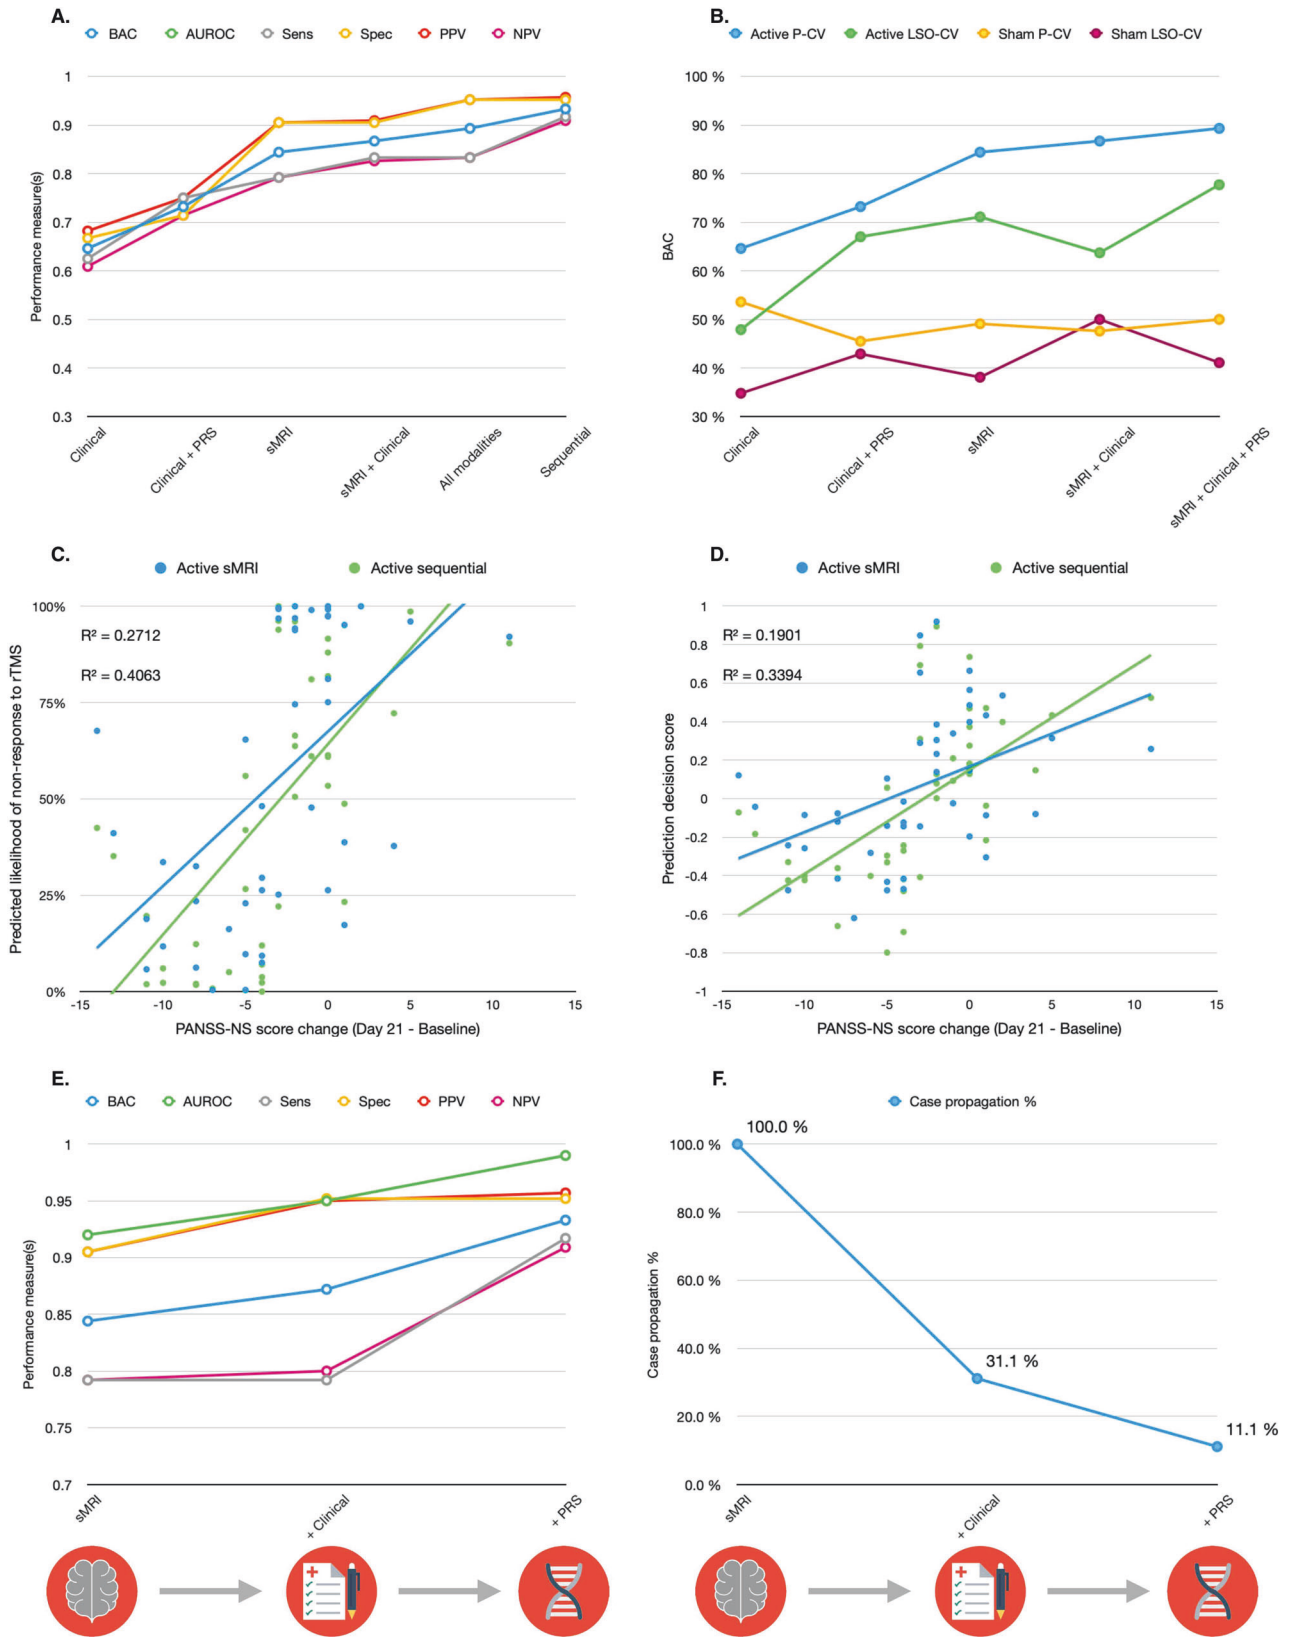 A.
BAC AUROC Sens Spec PPV NPV
1
0.9
0.8
0.7
0.6
0.5
0.4
0.3
Performance measure(s)
Clinical
Clinical + PRS
sMRI
sMRI + Clinical
All modalities
Sequential
B.
Active P-CV Active LSO-CV Sham P-CV Sham LSO-CV
100 %
90 %
80 %
70 %
60 %
50 %
40 %
30 %
BAC
Clinical
Clinical + PRS
sMRI
sMRI + Clinical
sMRI + Clinical + PRS
C.
Active sMRI Active sequential
100%
75%
50%
25%
0%
R² = 0.2712
R² = 0.4063
Predicted likelihood of non-response to rTMS
-15 -10 -5 0 5 10 15
PANSS-NS score change (Day 21 - Baseline)
D.
Active sMRI Active sequential
1
0.8
0.6
0.4
0.2
0
-0.2
-0.4
-0.6
-0.8
-1
R² = 0.1901
R² = 0.3394
Prediction decision score
-15 -10 -5 0 5 10 15
PANSS-NS score change (Day 21 - Baseline)
E.
BAC AUROC Sens Spec PPV NPV
1
0.95
0.9
0.85
0.8
0.75
0.7
Performance measure(s)
sMRI
+ Clinical
+ PRS
F.
Case propagation %
100.0 %
80.0 %
60.0 %
40.0 %
20.0 %
0.0 %
Case propagation %
100.0 %
31.1 %
11.1 %
sMRI
+ Clinical
+ PRS